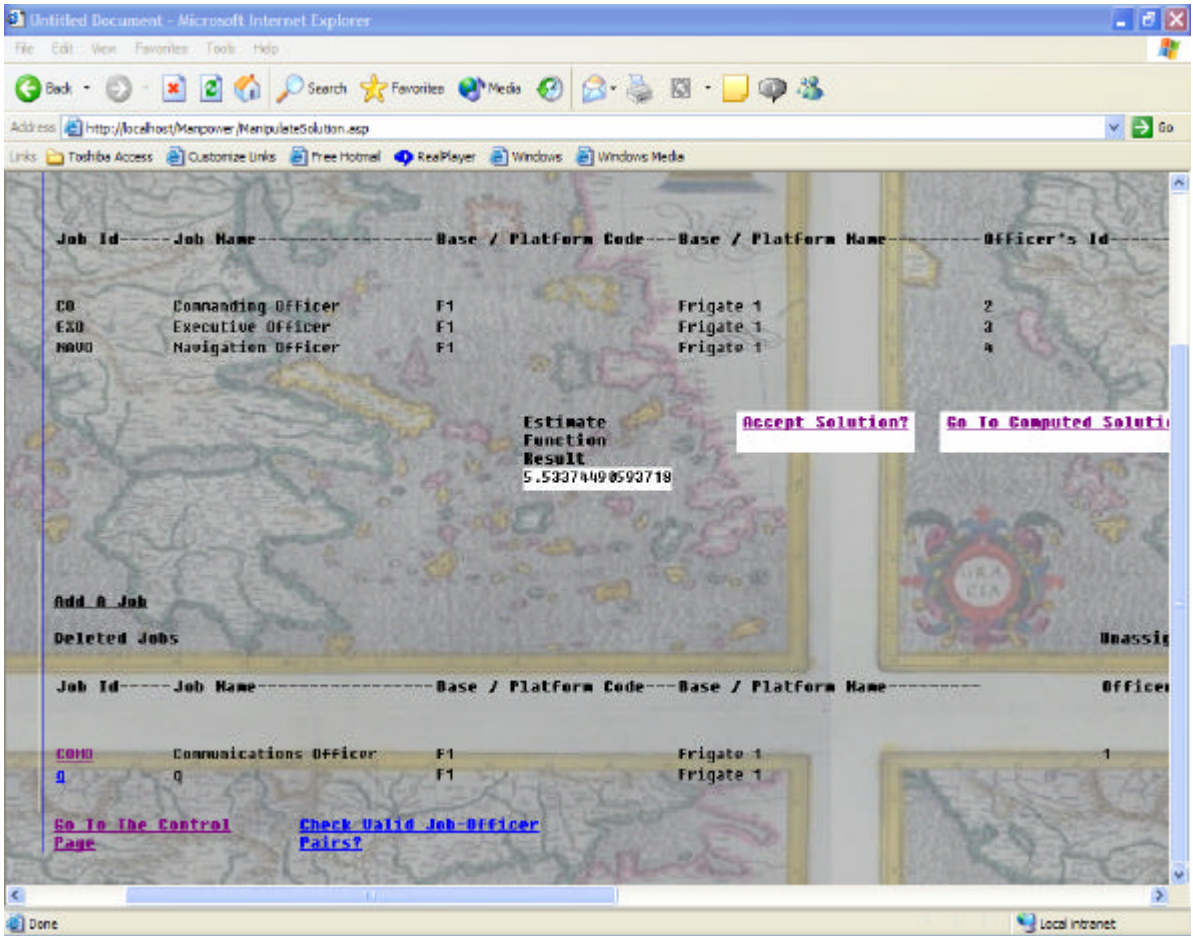 Untitled Document - Microsoft Internet Explorer
File Edit View Favorites Tools Help
Back Search Favorites Media
Address http://localhost/Manpower/ManipulateSolution.asp Go
Links Toshiba Access Customize Links Free Hotmail RealPlayer Windows Windows Media
Job Id-----Job Name-----------------Base / Platform Code---Base / Platform Name---------Officer's Id------
CO Commanding Officer F1 Frigate 1 2
EXO Executive Officer F1 Frigate 1 3
NAVO Navigation Officer F1 Frigate 1 4
Estimate Accept Solution? Go To Computed Soluti
Function
Result
5.53374490593718
GRÆ
CIA
Add A Job
Deleted Jobs Unassig
Job Id-----Job Name-----------------Base / Platform Code---Base / Platform Name--------- Officer
COMO Communications Officer F1 Frigate 1 1
q q F1 Frigate 1
Go To The Control Check Valid Job-Officer
Page Pairs?
Done Local intranet